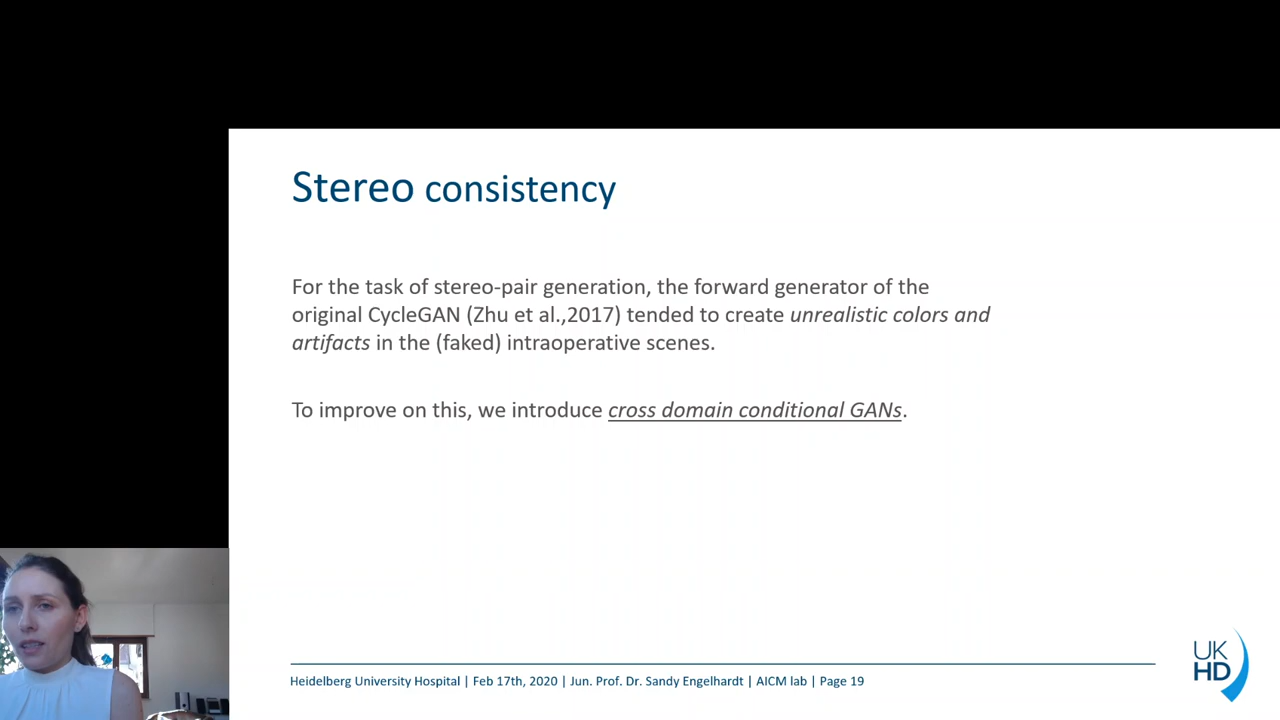 Stereo consistency
For the task of stereo-pair generation, the forward generator of the
original CycleGAN (Zhu et al.,2017) tended to create unrealistic colors and
artifacts in the (faked) intraoperative scenes.
To improve on this, we introduce cross domain conditional GANs.
Heidelberg University Hospital | Feb 17th, 2020 | Jun. Prof. Dr. Sandy Engelhardt | AICM lab | Page 19
UK
HD